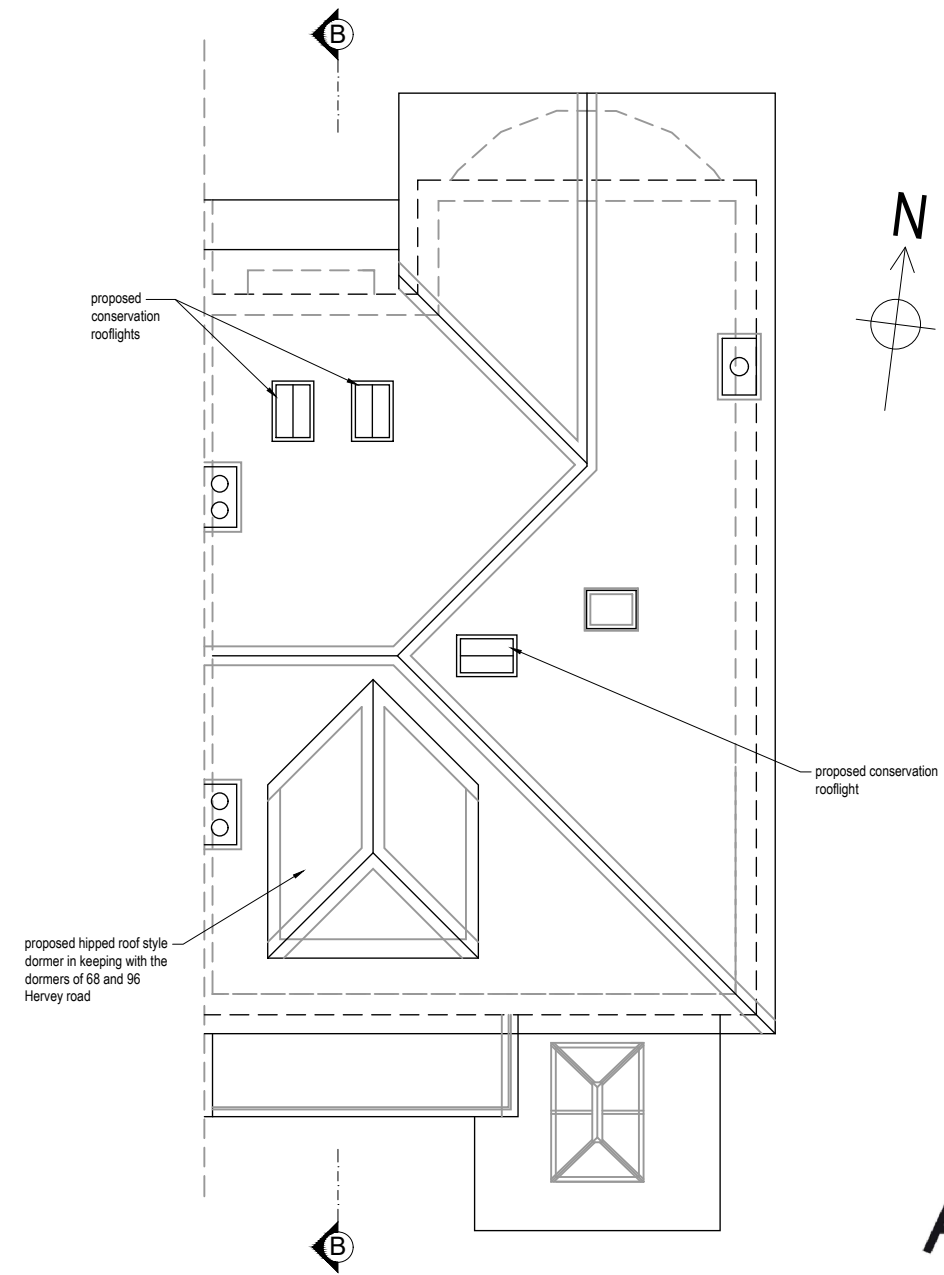 B
N
proposed
conservation
rooflights
proposed conservation
rooflight
proposed hipped roof style
dormer in keeping with the
dormers of 68 and 96
Hervey road
B